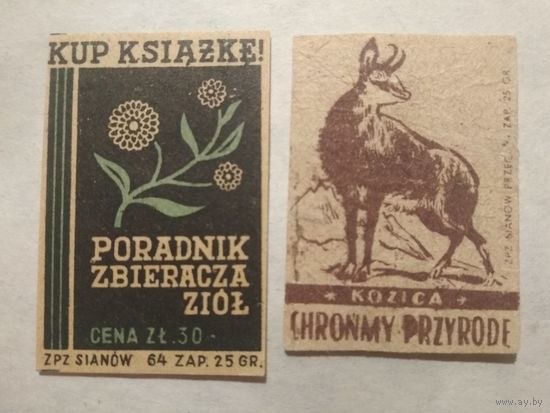 KUP KSIĄŻKĘ!
PORADNIK
ZBIERACZA
ZIÓŁ
CENA ZŁ.30-
ZPZ SIANÓW 64 ZAP. 25 GR.
ZPZ SIANÓW PRZEC. ZAP. 25 GR
* KOZICA *
CHROŃMY PRZYRODĘ
www.ay.by